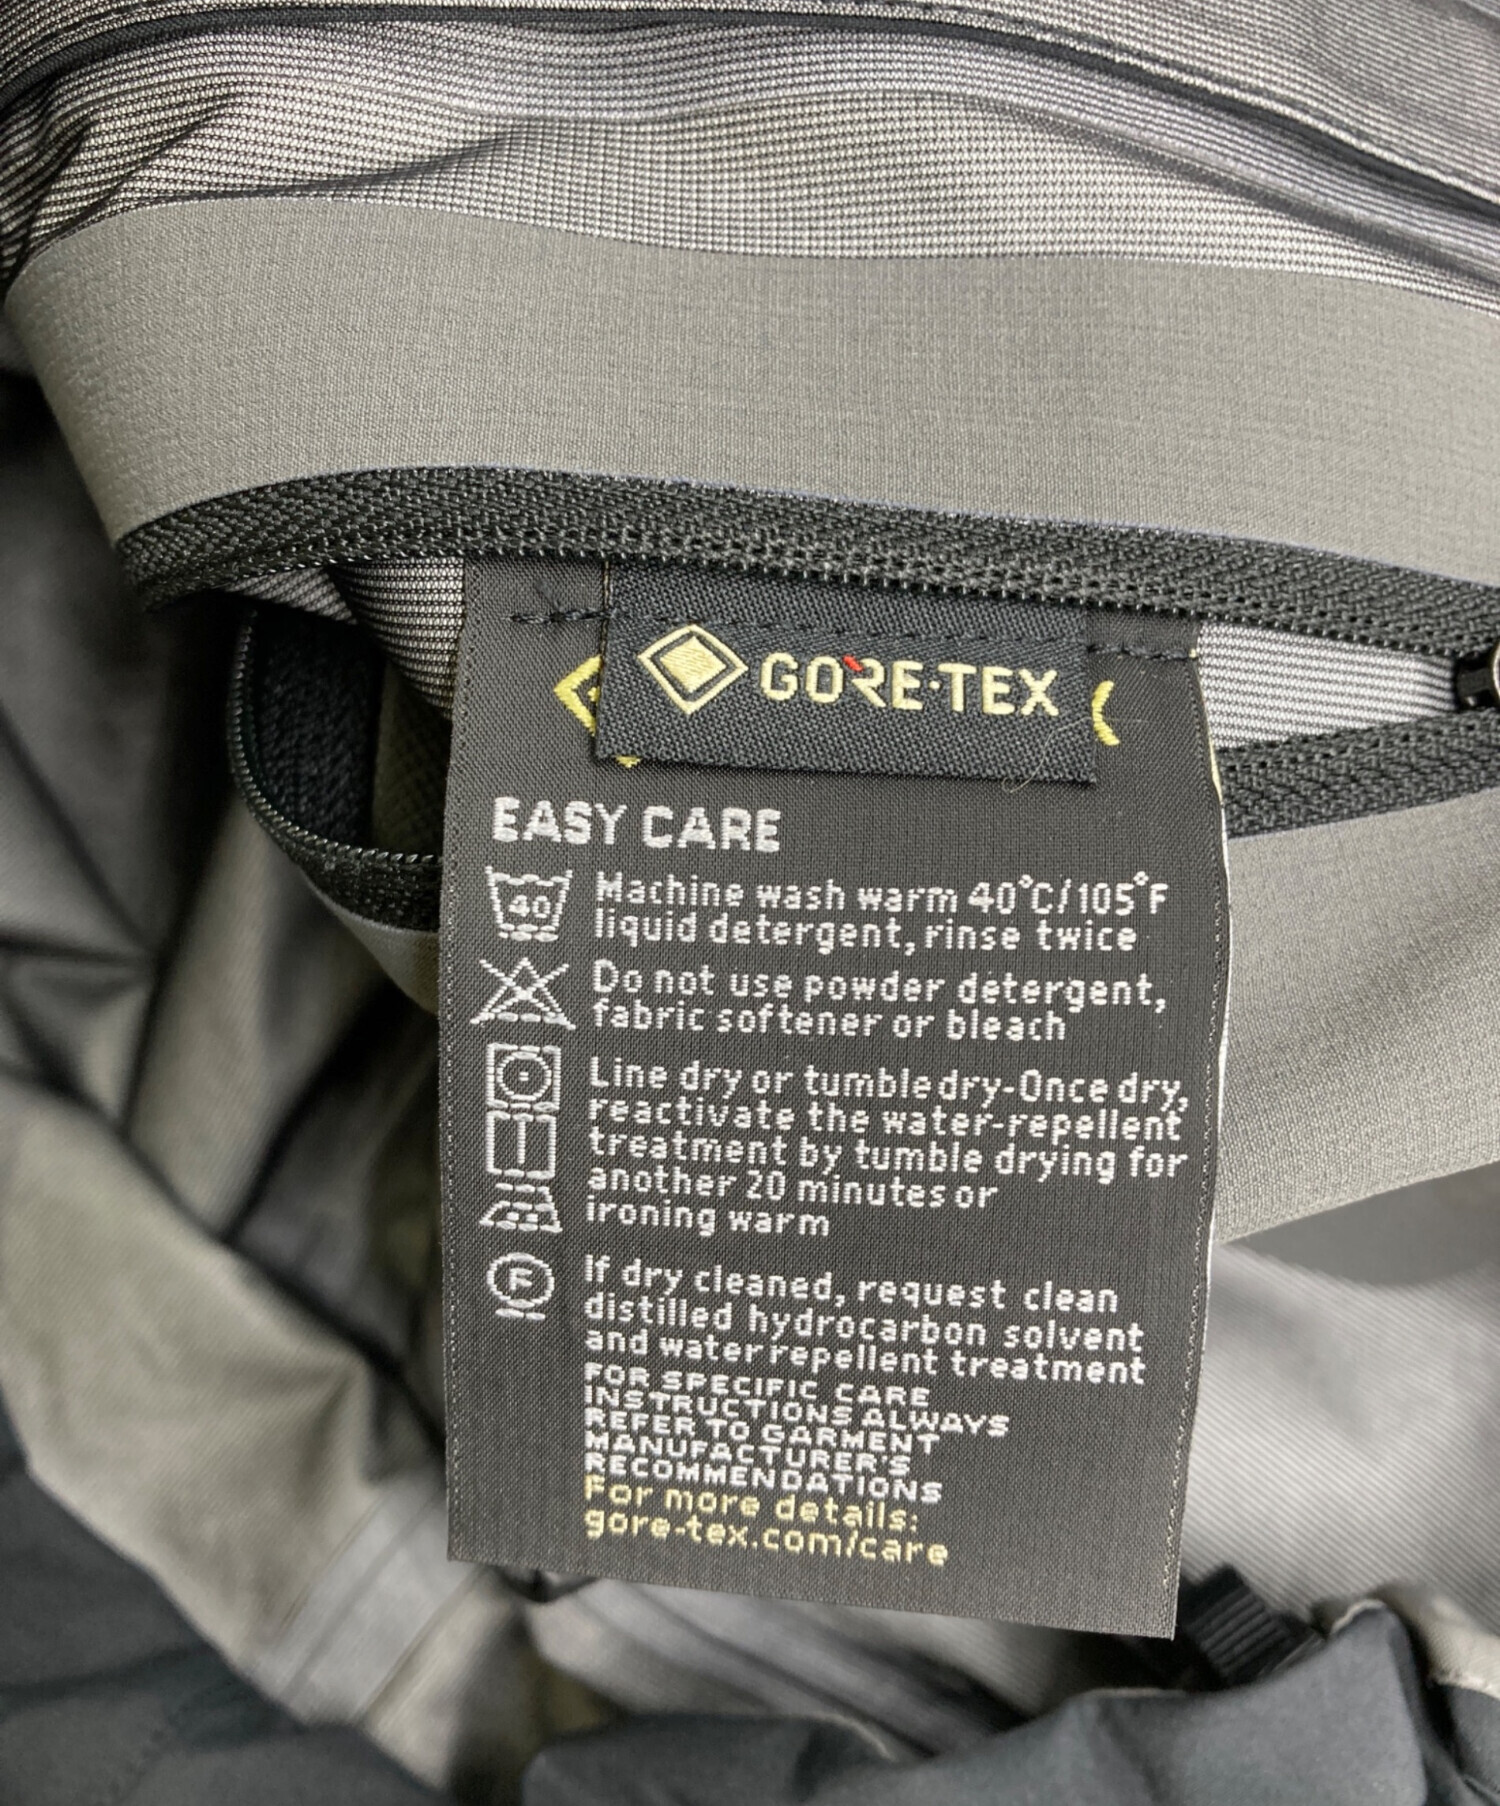 GORE-TEX
EASY CARE
40
Machine wash warm 40°C/105°F
liquid detergent, rinse twice
Do not use powder detergent,
fabric softener or bleach
Line dry or tumble dry-Once dry,
reactivate the water-repellent
treatment by tumble drying for
another 20 minutes or
ironing warm
F
If dry cleaned, request clean
distilled hydrocarbon solvent
and water repellent treatment
FOR SPECIFIC CARE
INSTRUCTIONS ALWAYS
REFER TO GARMENT
MANUFACTURER'S
RECOMMENDATIONS
For more details:
gore-tex.com/care